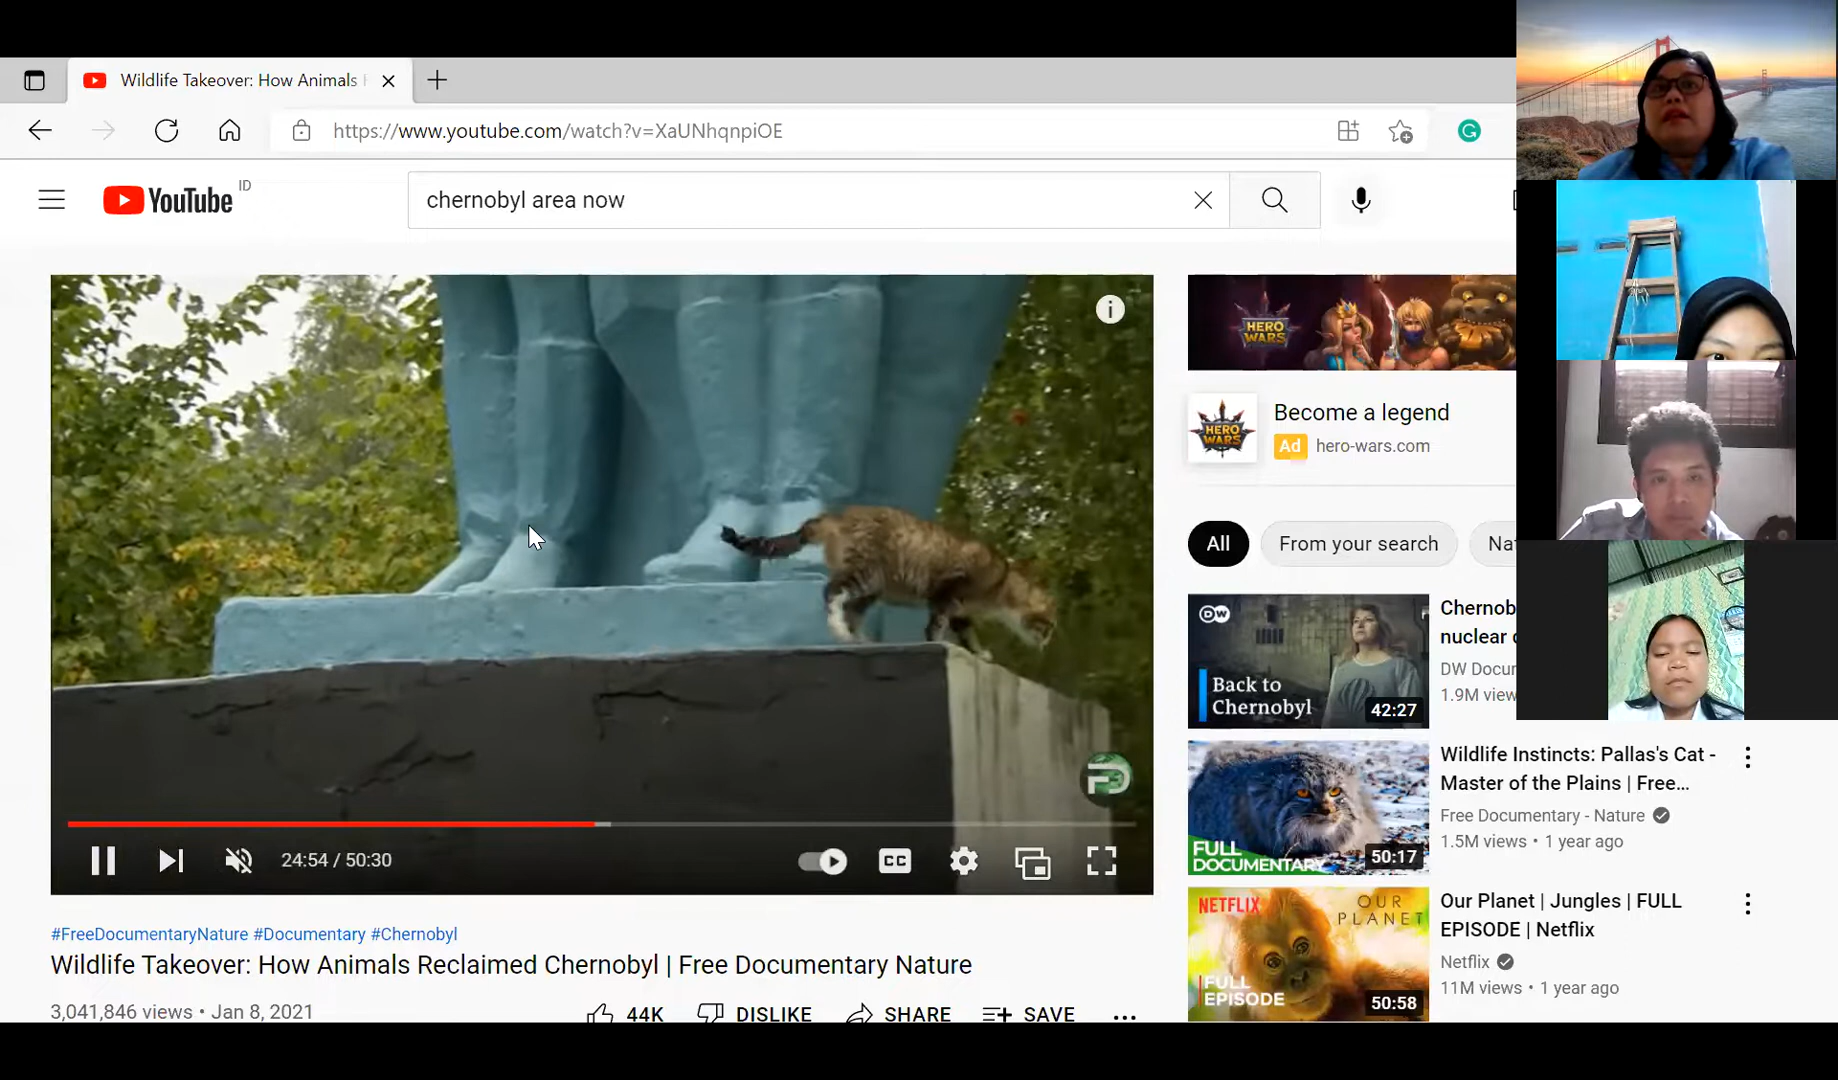 Wildlife Takeover: How Animals
https://www.youtube.com/watch?v=XaUNhqnpiOE
YouTube ID
chernobyl area now
HERO WARS
HERO WARS
Become a legend
Ad hero-wars.com
All From your search
DW
Back to
Chernobyl
42:27
Chernob
nuclear
DW Docu
1.9M view
FULL
DOCUMENTARY
50:17
Wildlife Instincts: Pallas's Cat -
Master of the Plains | Free...
Free Documentary - Nature
1.5M views • 1 year ago
NETFLIX
OUR
PLANET
FULL
EPISODE
50:58
Our Planet | Jungles | FULL
EPISODE | Netflix
Netflix
11M views • 1 year ago
FD
24:54 / 50:30
CC
#FreeDocumentaryNature #Documentary #Chernobyl
Wildlife Takeover: How Animals Reclaimed Chernobyl | Free Documentary Nature
3,041,846 views • Jan 8, 2021
44K DISLIKE SHARE SAVE ...